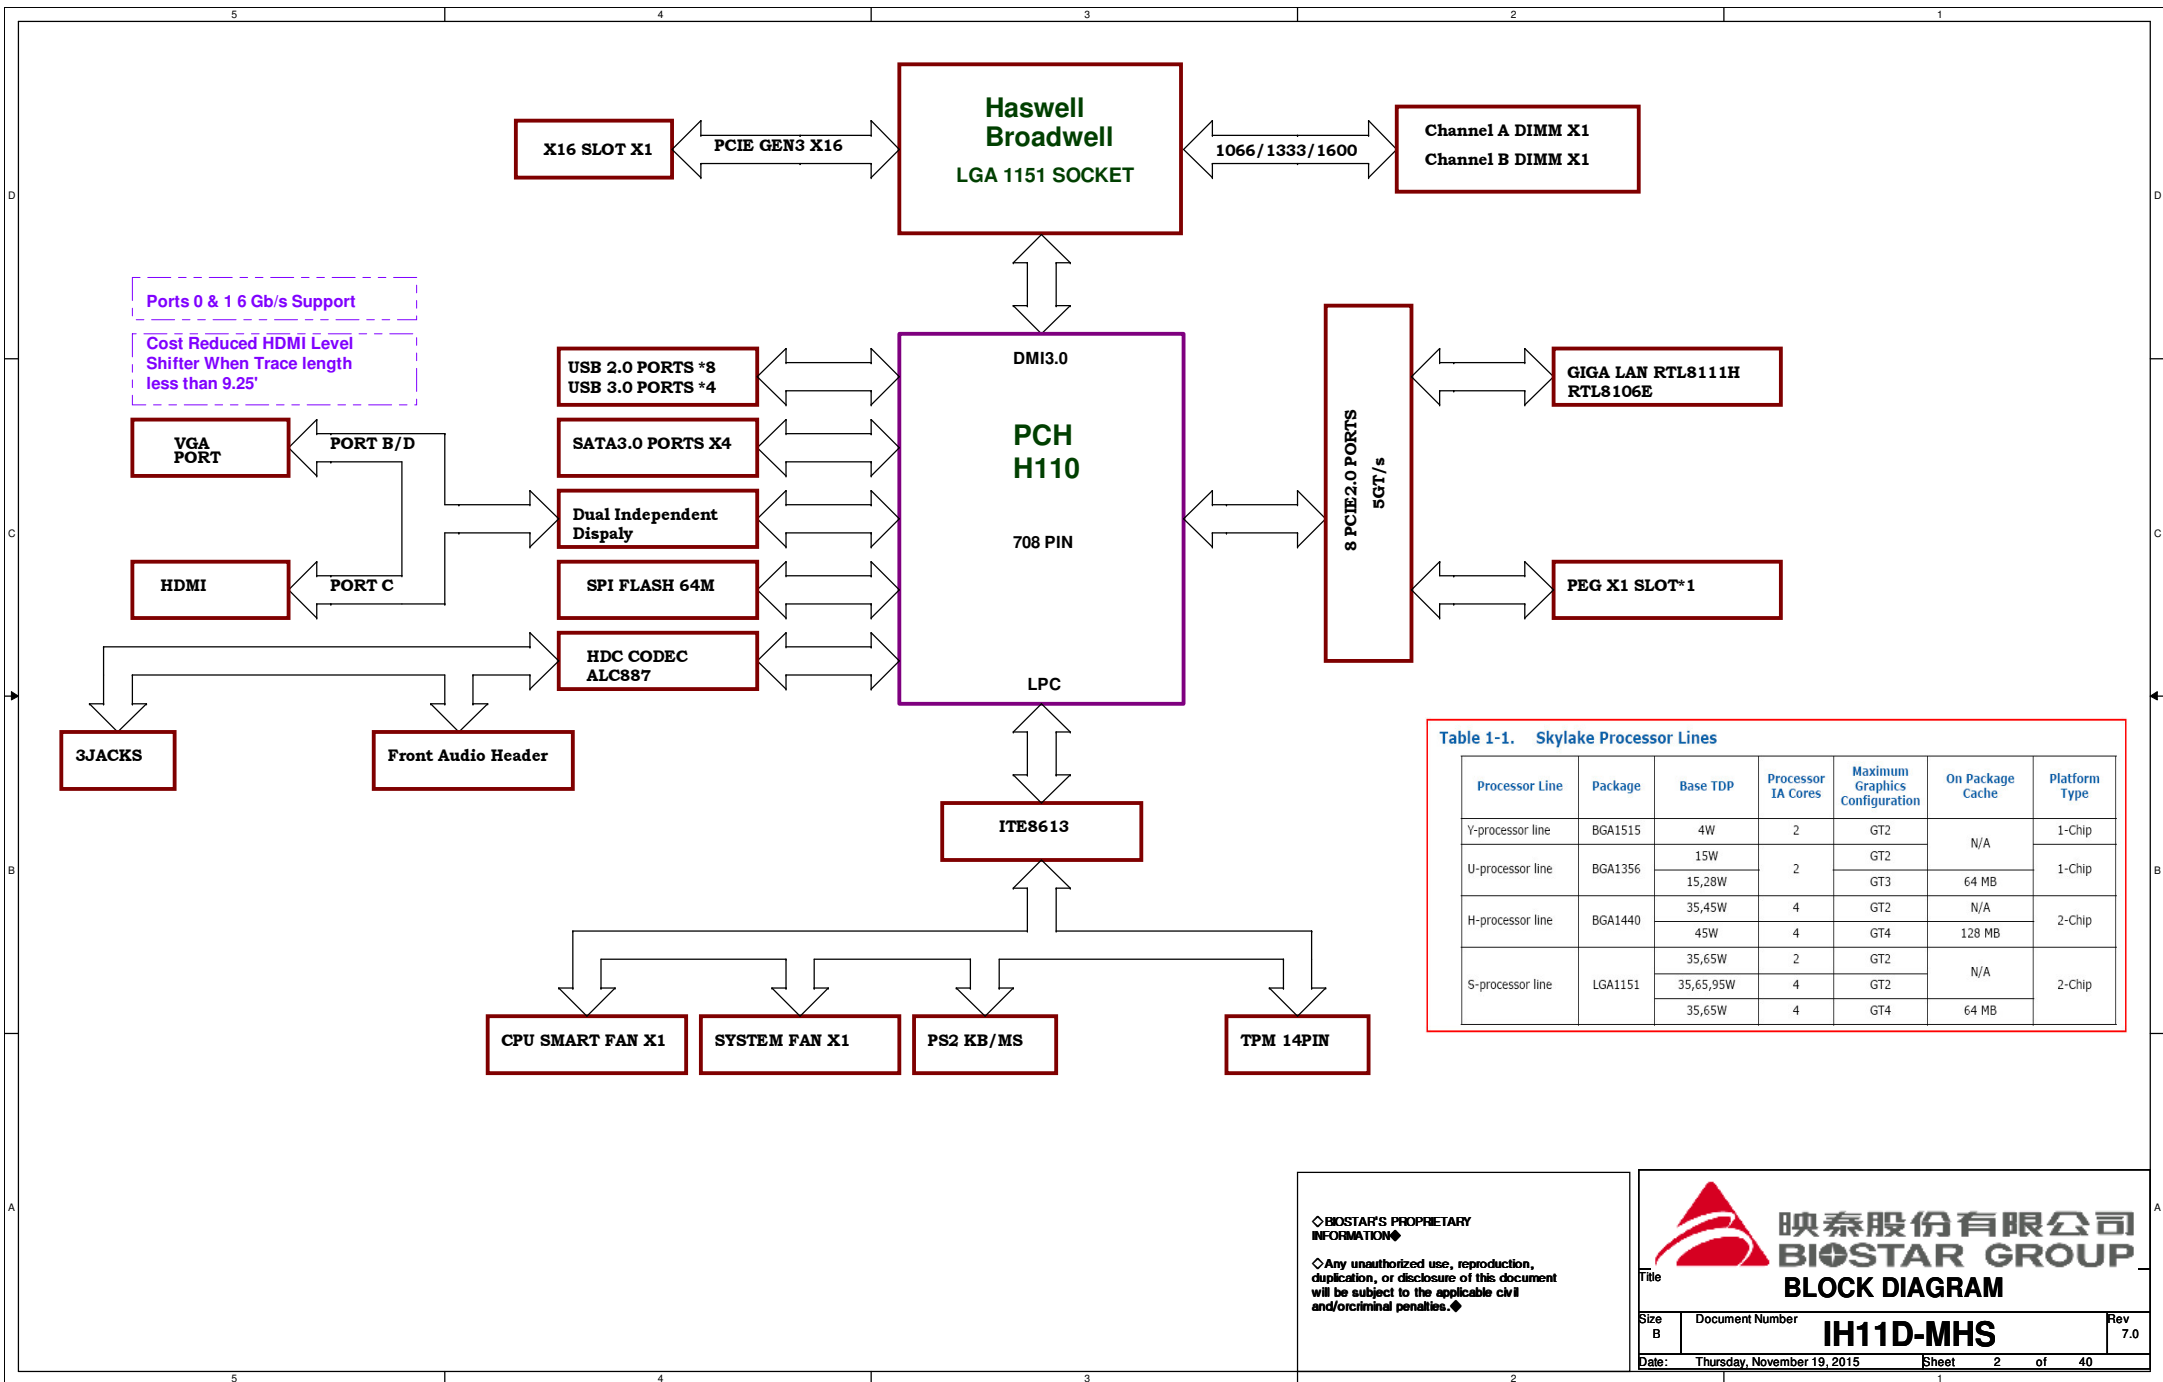 5
4
3
2
1
D
D
C
C
B
B
A
A
Haswell
Broadwell
LGA 1151 SOCKET
X16 SLOT X1
PCIE GEN3 X16
1066/1333/1600
Channel A DIMM X1
Channel B DIMM X1
Ports 0 & 1 6 Gb/s Support
Cost Reduced HDMI Level
Shifter When Trace length
less than 9.25'
USB 2.0 PORTS *8
USB 3.0 PORTS *4
SATA3.0 PORTS X4
Dual Independent
Dispaly
SPI FLASH 64M
HDC CODEC
ALC887
VGA
PORT
PORT B/D
HDMI
PORT C
3JACKS
Front Audio Header
DMI3.0
PCH
H110
708 PIN
LPC
8 PCIE2.0 PORTS
5GT/s
GIGA LAN RTL8111H
RTL8106E
PEG X1 SLOT*1
ITE8613
CPU SMART FAN X1
SYSTEM FAN X1
PS2 KB/MS
TPM 14PIN
Table 1-1. Skylake Processor Lines
Processor Line Package Base TDP Processor IA Cores Maximum Graphics Configuration On Package Cache Platform Type
Y-processor line BGA1515 4W 2 GT2 N/A 1-Chip
U-processor line BGA1356 15W 2 GT2 1-Chip
15,28W GT3 64 MB
H-processor line BGA1440 35,45W 4 GT2 N/A 2-Chip
45W 4 GT4 128 MB
S-processor line LGA1151 35,65W 2 GT2 N/A 2-Chip
35,65,95W 4 GT2
35,65W 4 GT4 64 MB
◇BIOSTAR'S PROPRIETARY
INFORMATION◆
◇Any unauthorized use, reproduction,
duplication, or disclosure of this document
will be subject to the applicable civil
and/orcriminal penalties.◆
映泰股份有限公司
BIOSTAR GROUP
Title
BLOCK DIAGRAM
Size
B
Document Number
IH11D-MHS
Rev
7.0
Date: Thursday, November 19, 2015 Sheet 2 of 40
5
4
3
2
1